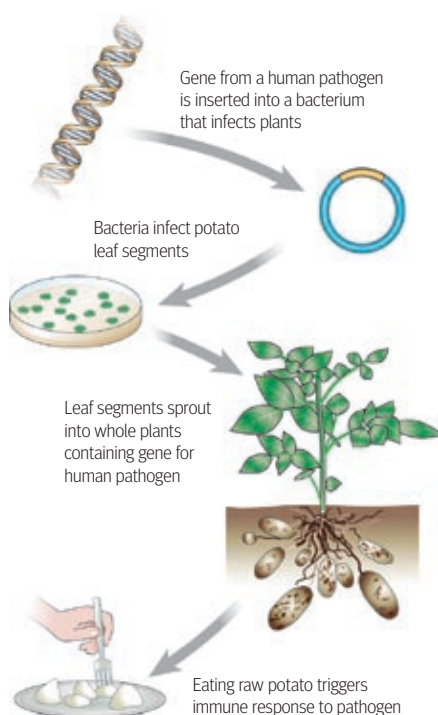 Gene from a human pathogen
is inserted into a bacterium
that infects plants
Bacteria infect potato
leaf segments
Leaf segments sprout
into whole plants
containing gene for
human pathogen
Eating raw potato triggers
immune response to pathogen